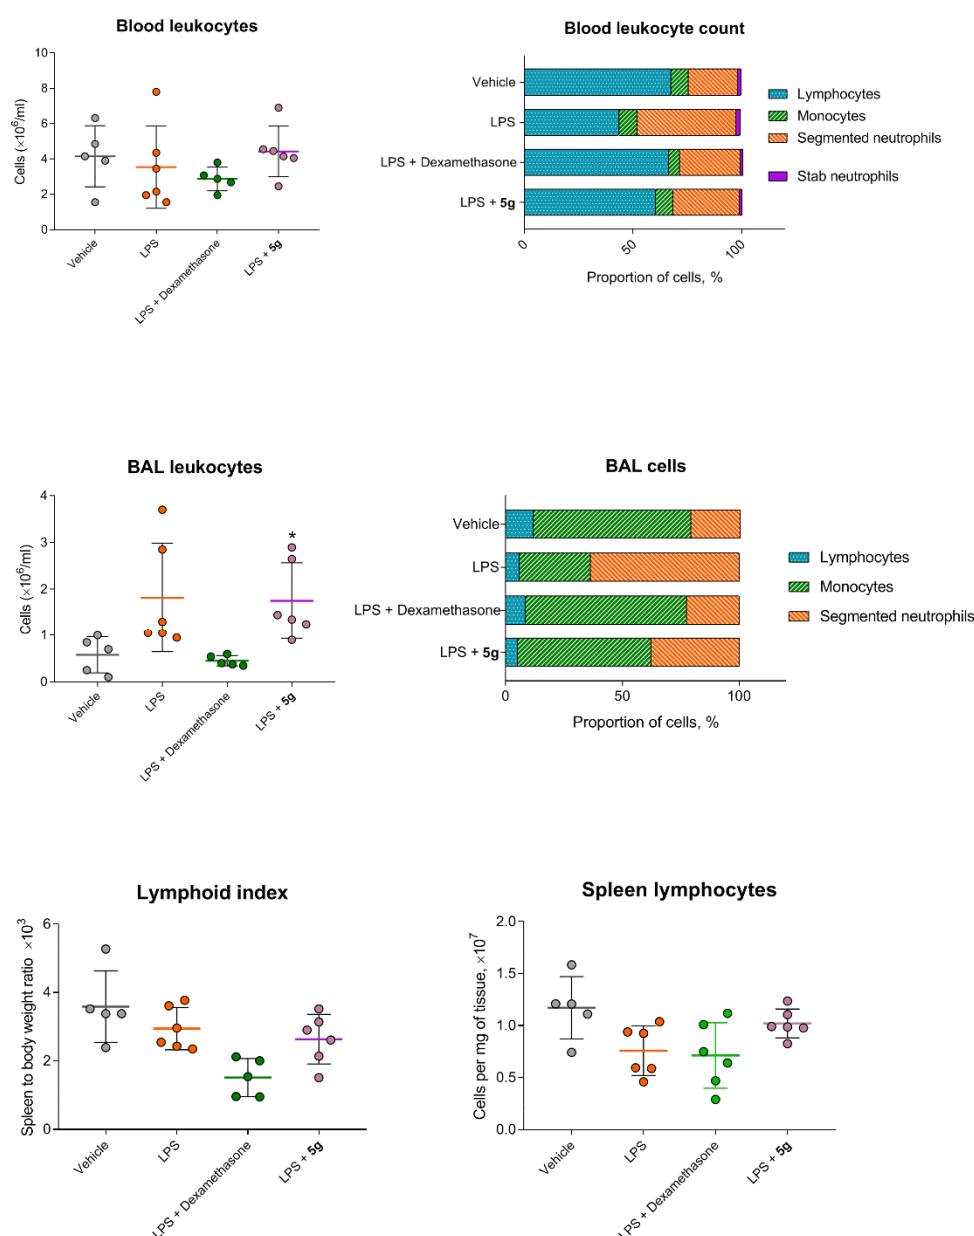 Blood leukocytes
Cells (×10⁶/ml)
10
8
6
4
2
0
Vehicle
LPS
LPS + Dexamethasone
LPS + 5g
Blood leukocyte count
Vehicle
LPS
LPS + Dexamethasone
LPS + 5g
0
50
100
Proportion of cells, %
Lymphocytes
Monocytes
Segmented neutrophils
Stab neutrophils
BAL leukocytes
Cells (×10⁶/ml)
4
3
2
1
0
*
Vehicle
LPS
LPS + Dexamethasone
LPS + 5g
BAL cells
Vehicle
LPS
LPS + Dexamethasone
LPS + 5g
0
50
100
Proportion of cells, %
Lymphocytes
Monocytes
Segmented neutrophils
Lymphoid index
Spleen to body weight ratio ×10³
6
4
2
0
Vehicle
LPS
LPS + Dexamethasone
LPS + 5g
Spleen lymphocytes
Cells per mg of tissue, ×10⁷
2.0
1.5
1.0
0.5
0.0
Vehicle
LPS
LPS + Dexamethasone
LPS + 5g